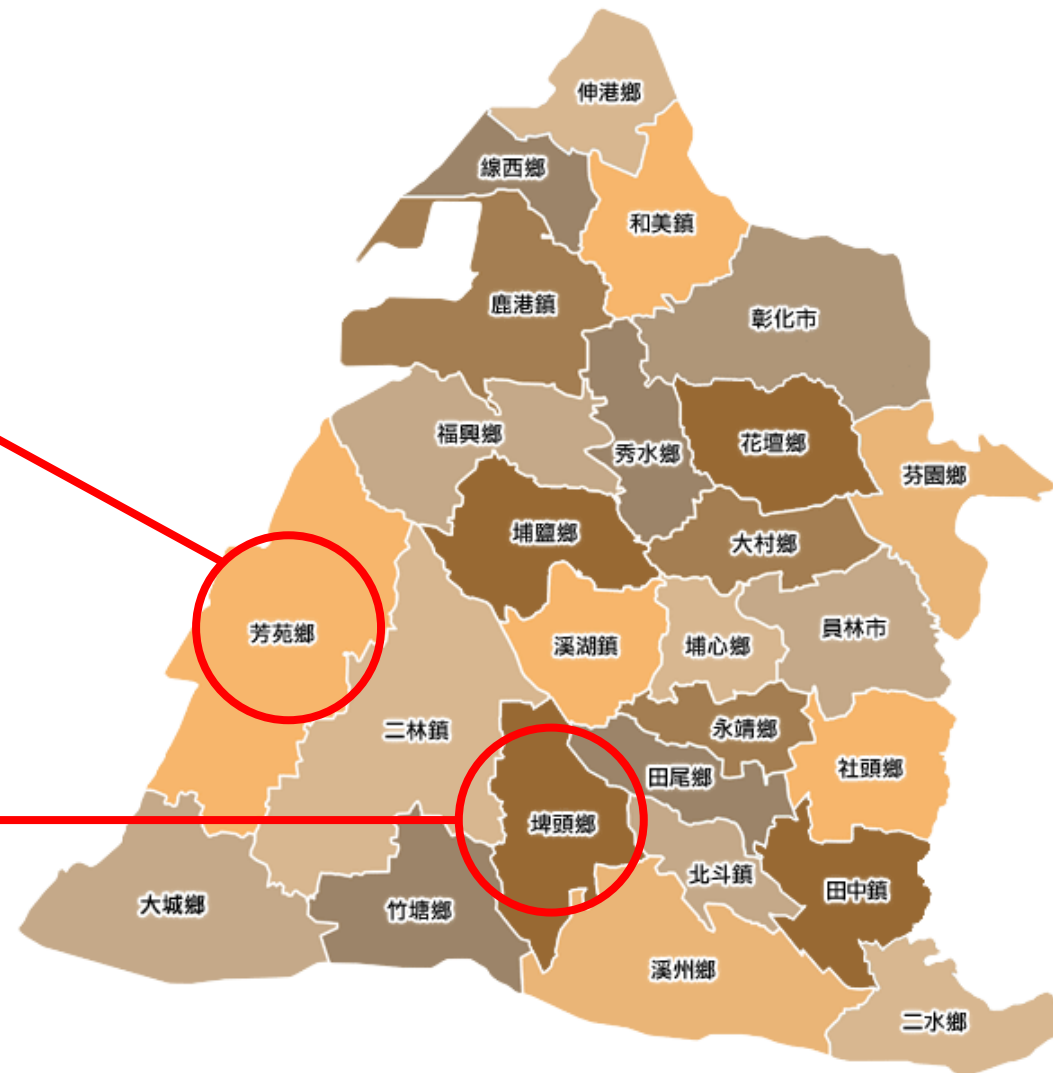 伸港鄉
線西鄉
和美鎮
鹿港鎮
彰化市
福興鄉
秀水鄉
花壇鄉
芬園鄉
埔鹽鄉
大村鄉
芳苑鄉
溪湖鎮
埔心鄉
員林市
二林鎮
永靖鄉
田尾鄉
社頭鄉
埤頭鄉
北斗鎮
田中鎮
大城鄉
竹塘鄉
溪州鄉
二水鄉